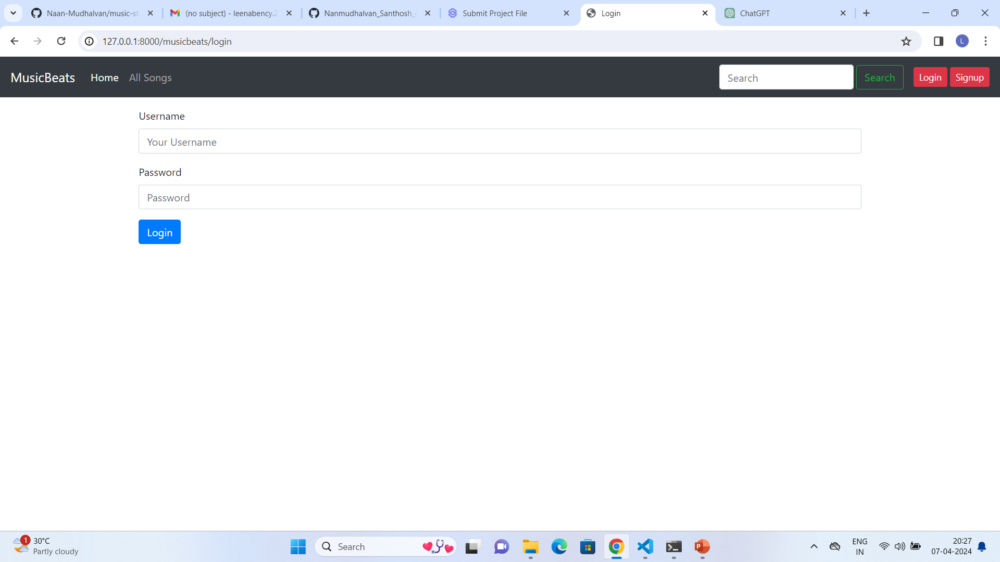 Naan-Mudhalvan/music-st
(no subject) - leenabency.2
Nanmudhalvan_Santhosh_
Submit Project File
Login
ChatGPT
127.0.0.1:8000/musicbeats/login
L
MusicBeats Home All Songs Search Search Login Signup
Username
Your Username
Password
Password
Login
1
30°C
Partly cloudy
Search
P
ENG
IN
20:27
07-04-2024